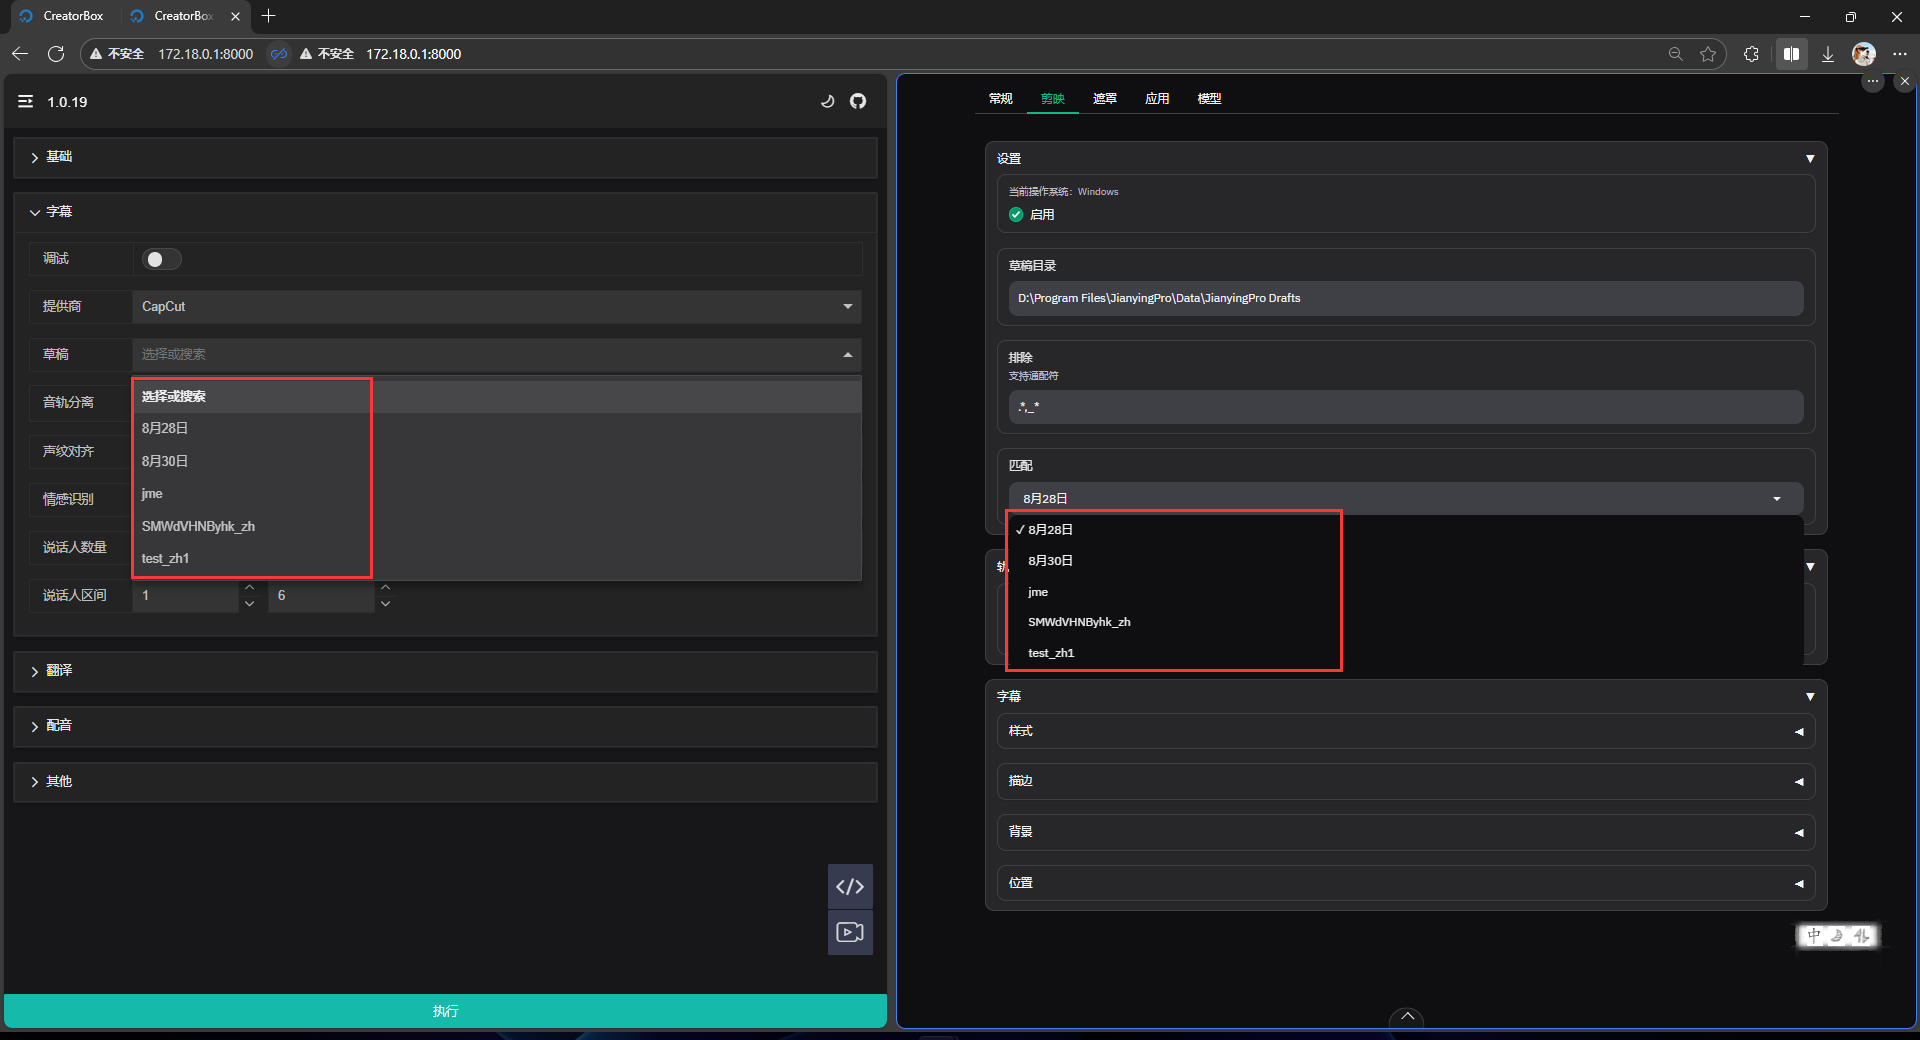 CreatorBox
CreatorBox
不安全 172.18.0.1:8000
不安全 172.18.0.1:8000
1.0.19
基础
字幕
调试
提供商 CapCut
草稿 选择或搜索
音轨分离
声纹对齐
情感识别
说话人数量
选择或搜索
8月28日
8月30日
jme
SMWdVHNByhk_zh
test_zh1
说话人区间 1 6
翻译
配音
其他
执行
常规 剪映 遮罩 应用 模型
设置
当前操作系统: Windows
启用
草稿目录
D:\Program Files\JianyingPro\Data\JianyingPro Drafts
排除
支持通配符
.*,_*
匹配
8月28日
8月28日
8月30日
jme
SMWdVHNByhk_zh
test_zh1
字幕
样式
描边
背景
位置
中